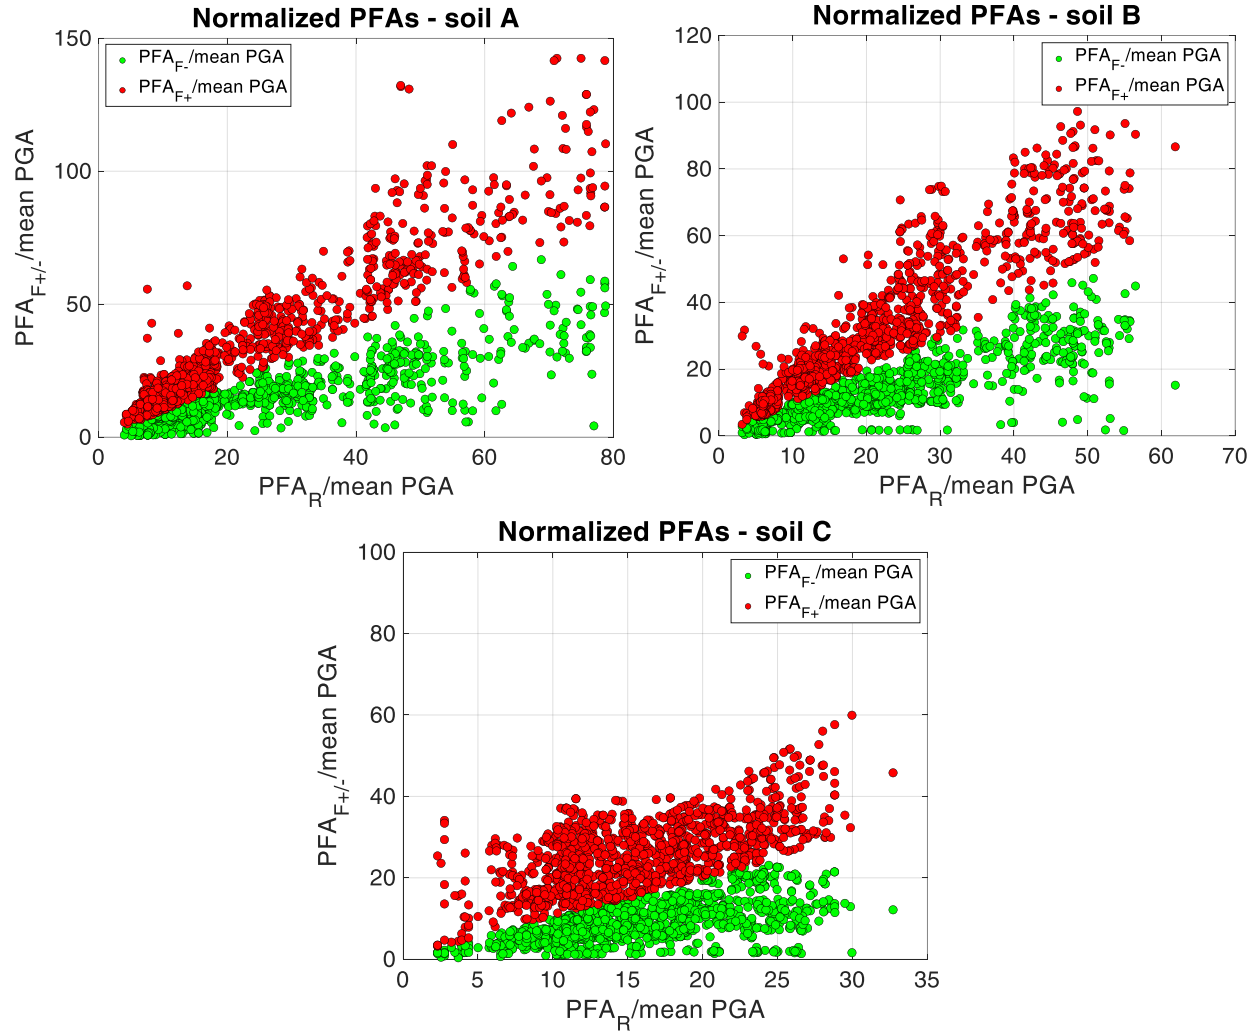 Normalized PFAs - soil A
PFA_F-/mean PGA
PFA_F+/mean PGA
PFA_F+/-/mean PGA
150
100
50
0
0 20 40 60 80
PFA_R/mean PGA
Normalized PFAs - soil B
PFA_F-/mean PGA
PFA_F+/mean PGA
PFA_F+/-/mean PGA
120
100
80
60
40
20
0
0 10 20 30 40 50 60 70
PFA_R/mean PGA
Normalized PFAs - soil C
PFA_F-/mean PGA
PFA_F+/mean PGA
PFA_F+/-/mean PGA
100
80
60
40
20
0
0 5 10 15 20 25 30 35
PFA_R/mean PGA